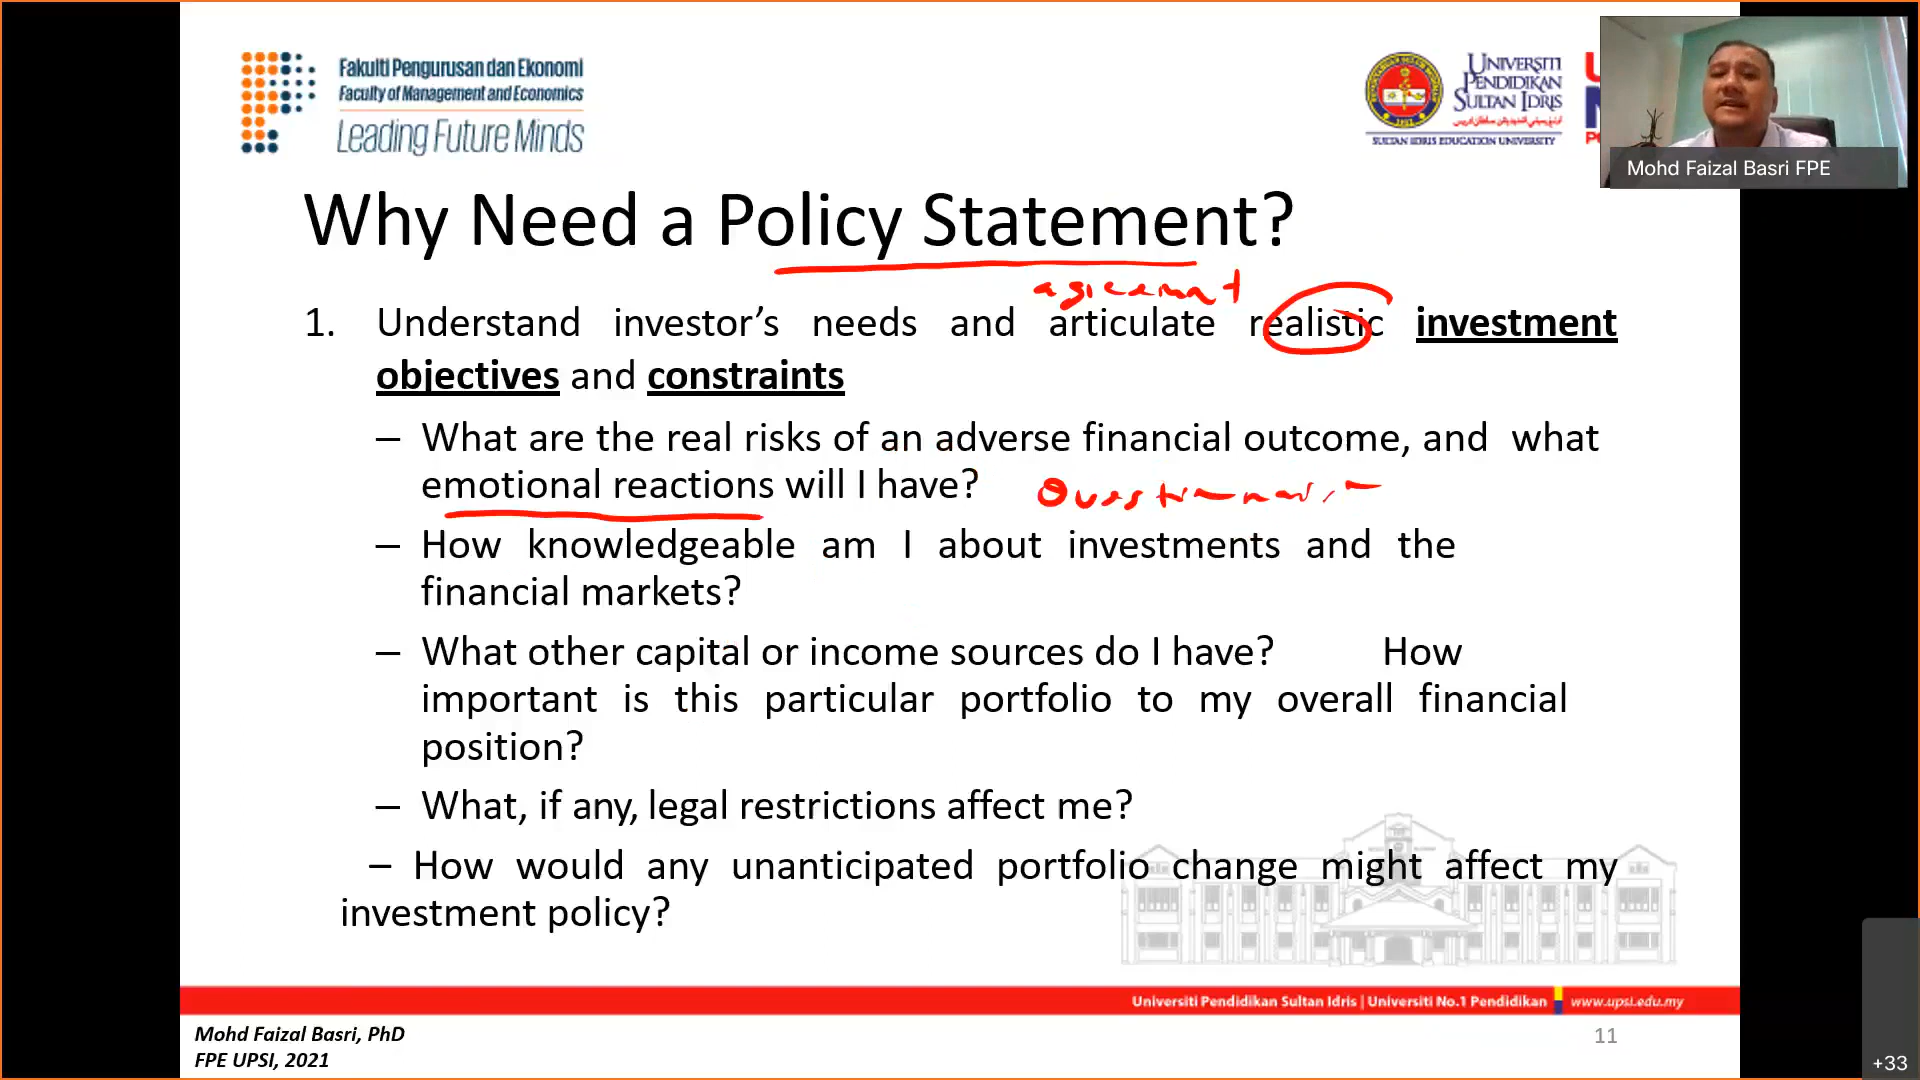 Fakulti Pengurusan dan Ekonomi
Faculty of Management and Economics
Leading Future Minds
UNIVERSITI
PENDIDIKAN
SULTAN IDRIS
SULTAN IDRIS EDUCATION UNIVERSITY
Mohd Faizal Basri FPE
Why Need a Policy Statement?
agreement
1. Understand investor's needs and articulate realistic investment
objectives and constraints
– What are the real risks of an adverse financial outcome, and what
emotional reactions will I have?
Questionnaire
– How knowledgeable am I about investments and the
financial markets?
– What other capital or income sources do I have? How
important is this particular portfolio to my overall financial
position?
– What, if any, legal restrictions affect me?
– How would any unanticipated portfolio change might affect my
investment policy?
Universiti Pendidikan Sultan Idris | Universiti No.1 Pendidikan www.upsi.edu.my
Mohd Faizal Basri, PhD
FPE UPSI, 2021
11
+33